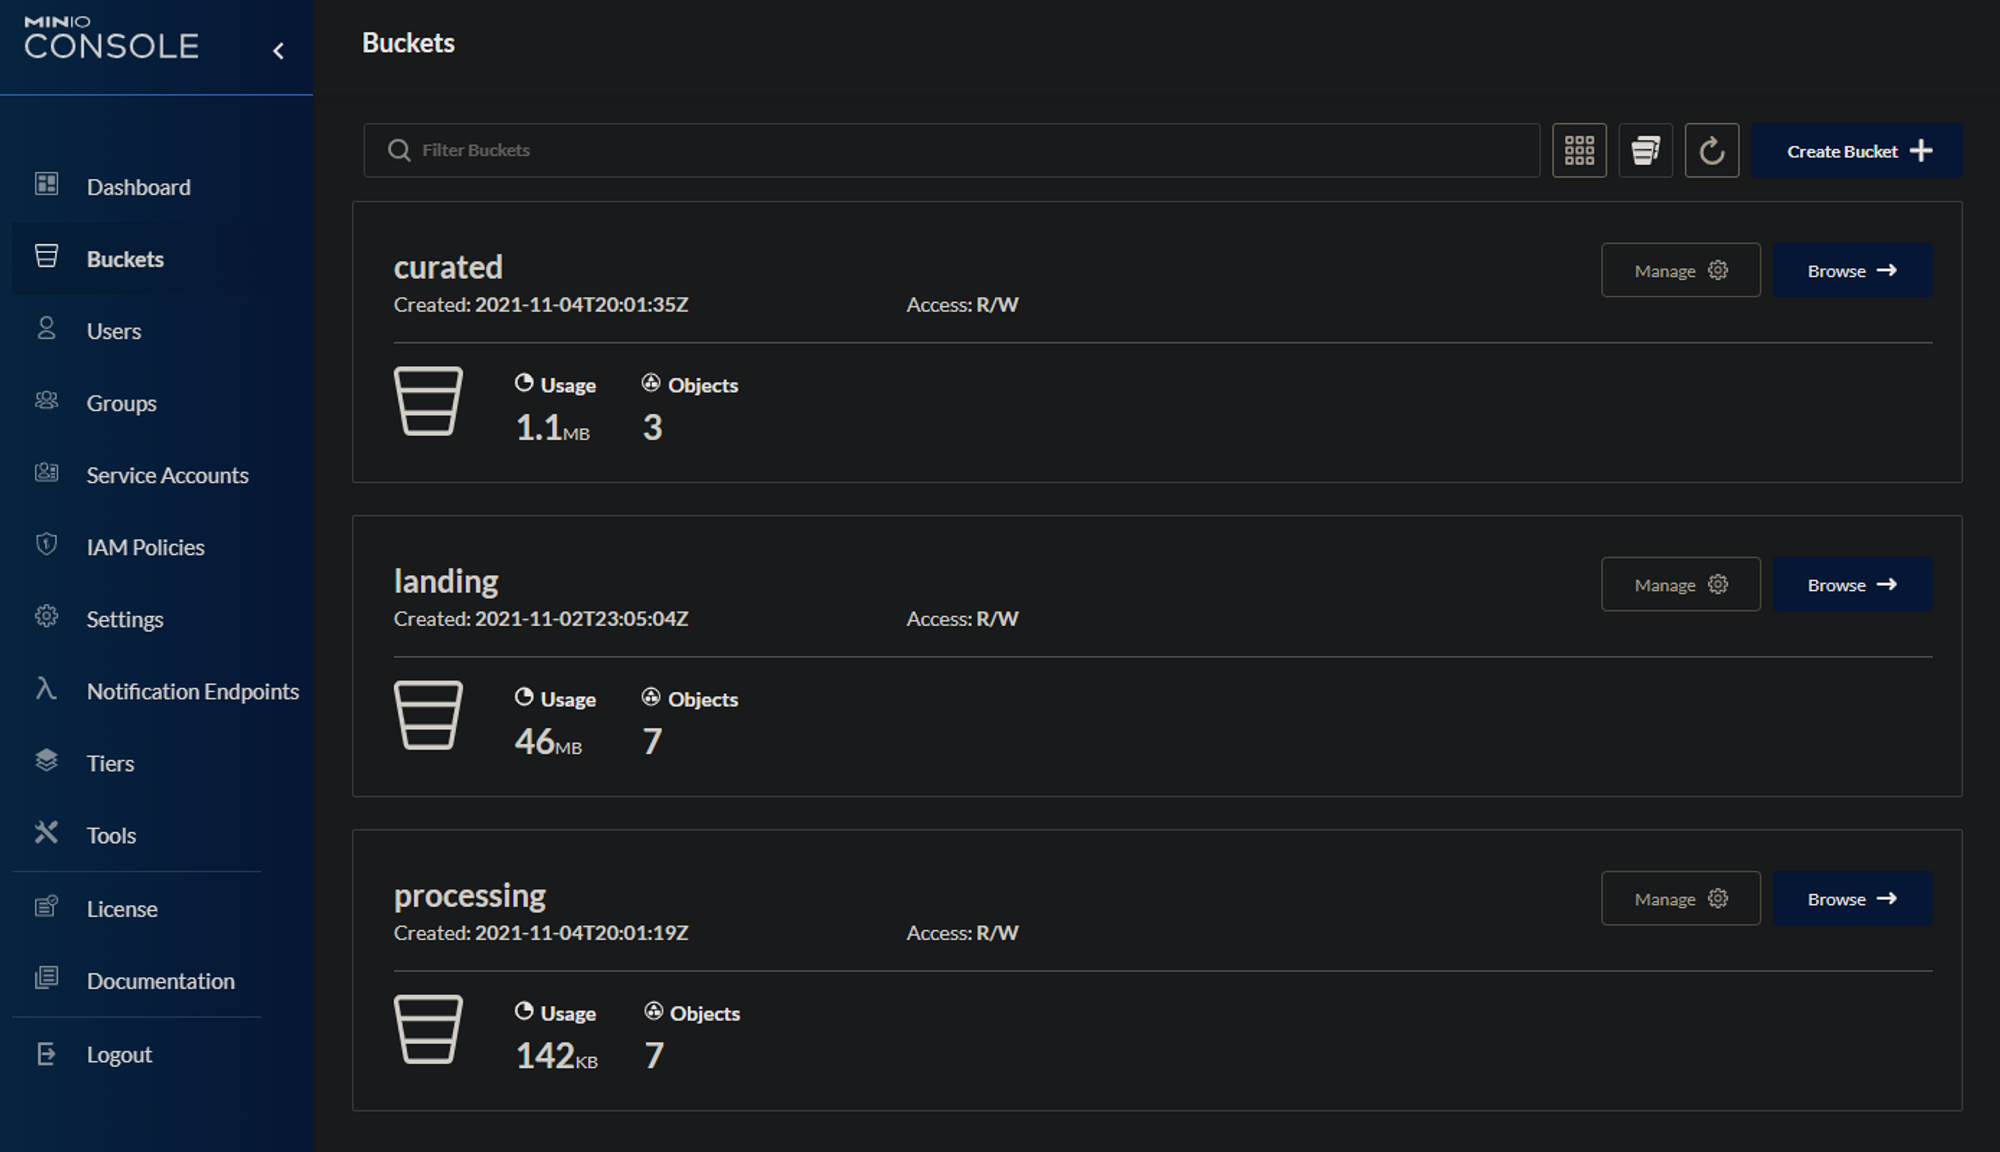 MINIO
CONSOLE
Buckets
Filter Buckets
Create Bucket
Dashboard
Buckets
Users
Groups
Service Accounts
IAM Policies
Settings
Notification Endpoints
Tiers
Tools
License
Documentation
Logout
curated
Manage
Browse
Created: 2021-11-04T20:01:35Z Access: R/W
Usage Objects
1.1MB 3
landing
Manage
Browse
Created: 2021-11-02T23:05:04Z Access: R/W
Usage Objects
46MB 7
processing
Manage
Browse
Created: 2021-11-04T20:01:19Z Access: R/W
Usage Objects
142KB 7